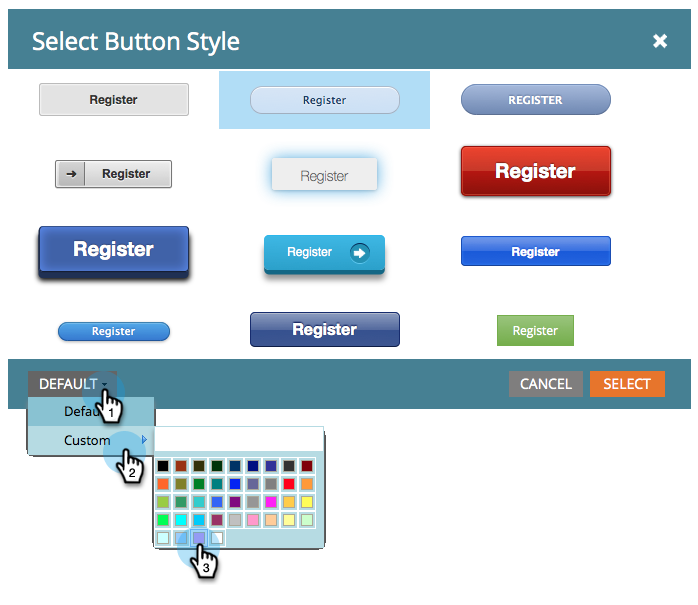 Select Button Style
Register Register REGISTER
Register Register Register
Register Register Register
Register Register Register
DEFAULT CANCEL SELECT
1
Custom
2
3